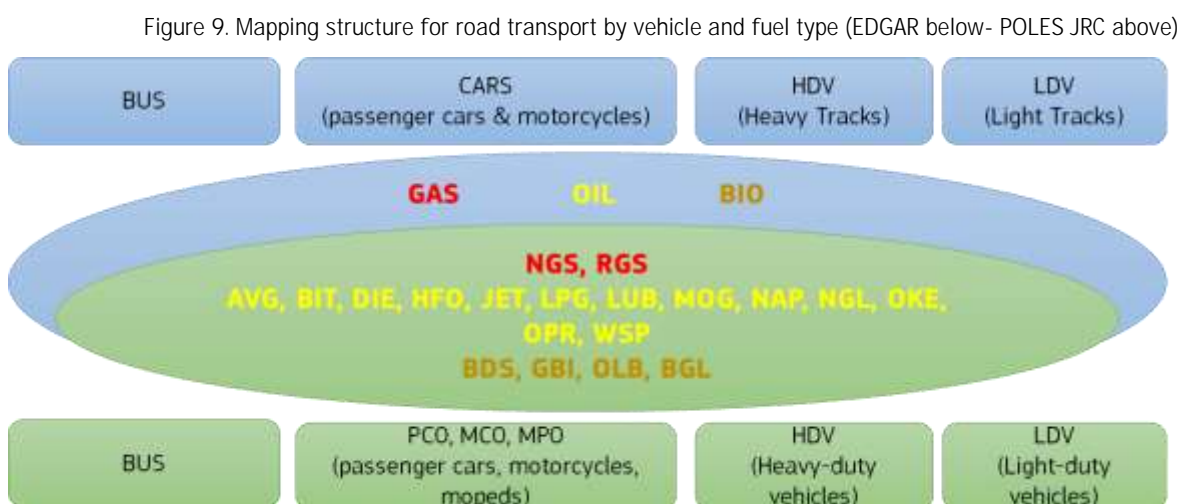 Figure 9. Mapping structure for road transport by vehicle and fuel type (EDGAR below- POLES JRC above)
BUS
CARS
(passenger cars & motorcycles)
HDV
(Heavy Tracks)
LDV
(Light Tracks)
GAS OIL BIO
NGS, RGS
AVG, BIT, DIE, HFO, JET, LPG, LUB, MOG, NAP, NGL, OKE,
OPR, WSP
BDS, GBI, OLB, BGL
BUS
PCO, MCO, MPO
(passenger cars, motorcycles,
mopeds)
HDV
(Heavy-duty
vehicles)
LDV
(Light-duty
vehicles)